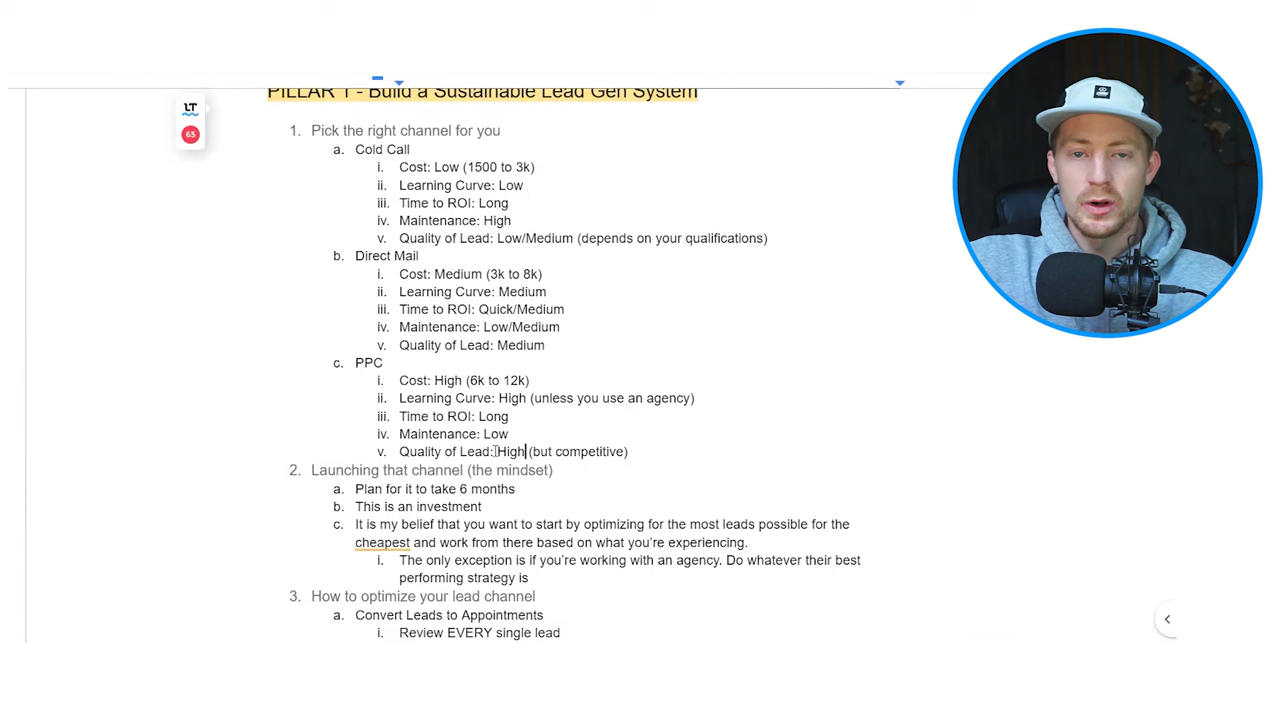 PILLAR 1 - Build a Sustainable Lead Gen System
LT
65
1. Pick the right channel for you
a. Cold Call
i. Cost: Low (1500 to 3k)
ii. Learning Curve: Low
iii. Time to ROI: Long
iv. Maintenance: High
v. Quality of Lead: Low/Medium (depends on your qualifications)
b. Direct Mail
i. Cost: Medium (3k to 8k)
ii. Learning Curve: Medium
iii. Time to ROI: Quick/Medium
iv. Maintenance: Low/Medium
v. Quality of Lead: Medium
c. PPC
i. Cost: High (6k to 12k)
ii. Learning Curve: High (unless you use an agency)
iii. Time to ROI: Long
iv. Maintenance: Low
v. Quality of Lead: High (but competitive)
2. Launching that channel (the mindset)
a. Plan for it to take 6 months
b. This is an investment
c. It is my belief that you want to start by optimizing for the most leads possible for the
cheapest and work from there based on what you're experiencing.
i. The only exception is if you're working with an agency. Do whatever their best
performing strategy is
3. How to optimize your lead channel
a. Convert Leads to Appointments
i. Review EVERY single lead